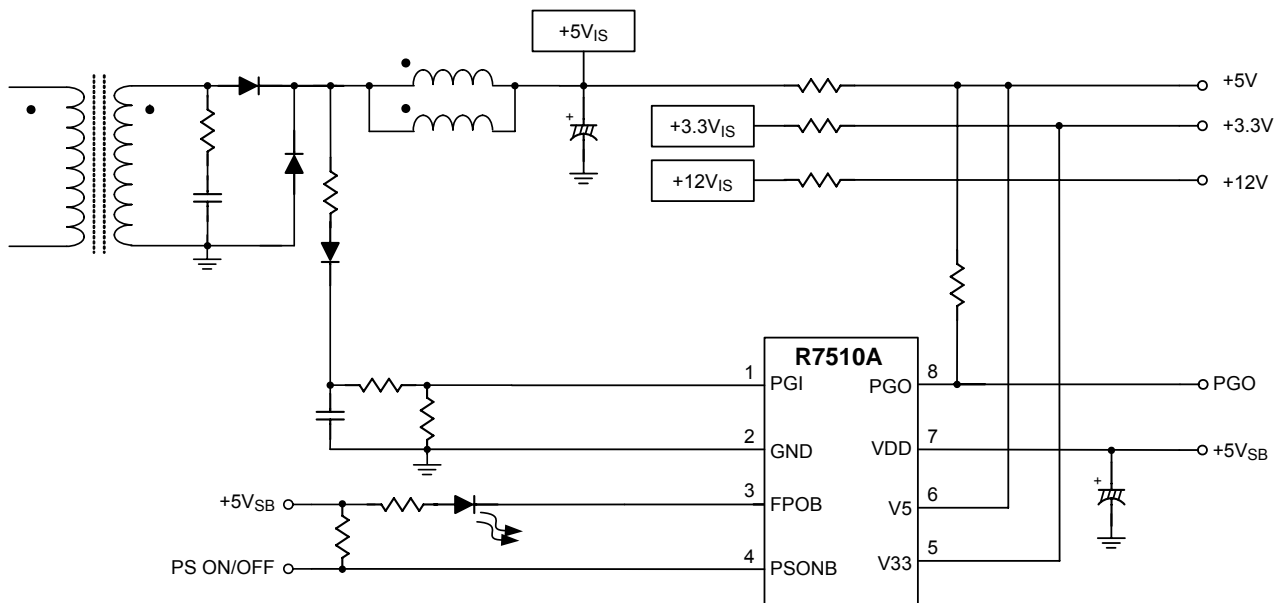 +5V_IS
+5V
+3.3V_IS
+3.3V
+12V_IS
+12V
R7510A
1
PGI
8
PGO
PGO
2
GND
7
VDD
+5V_SB
+
+
+5V_SB
3
FPOB
6
V5
PS ON/OFF
4
PSONB
5
V33